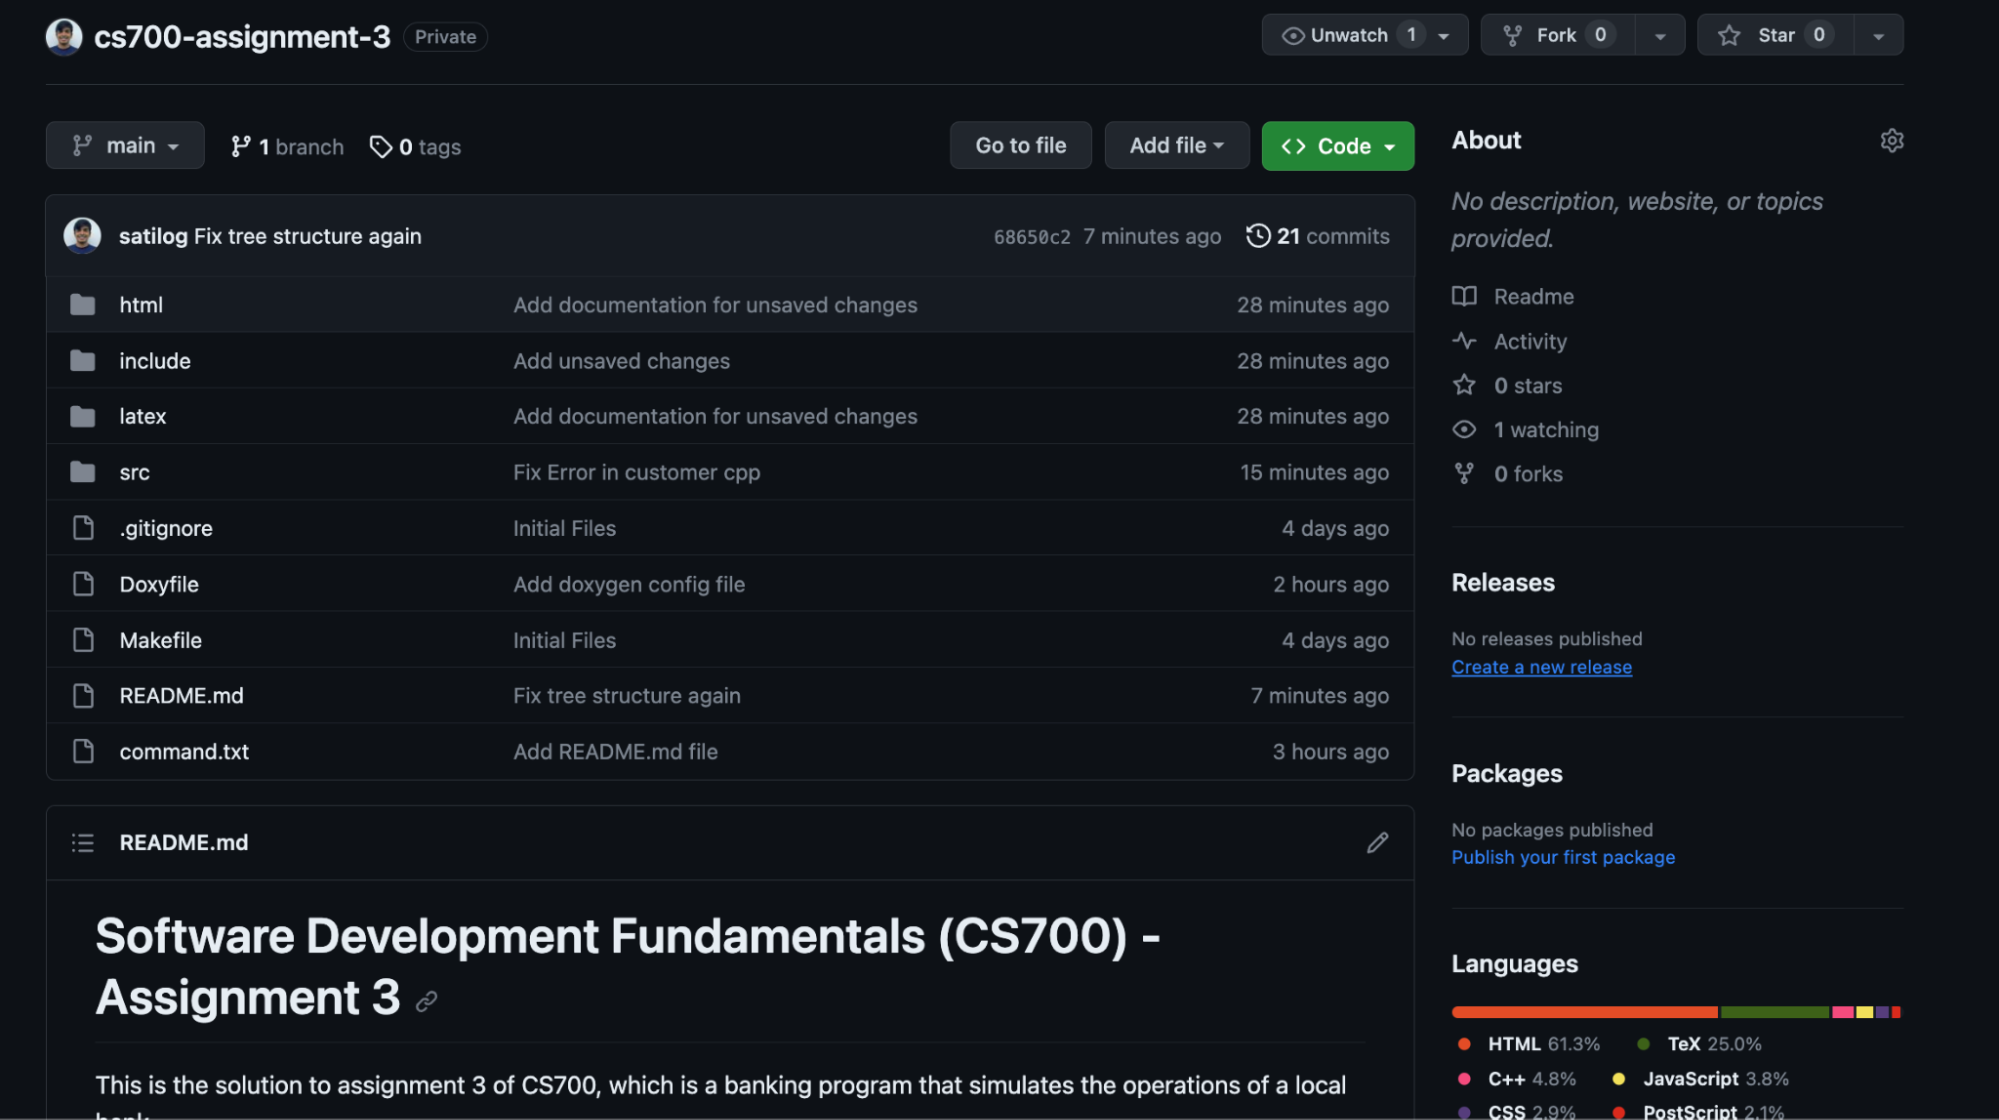 cs700-assignment-3 Private Unwatch 1 Fork 0 Star 0
main 1 branch 0 tags Go to file Add file Code
satilog Fix tree structure again 68650c2 7 minutes ago 21 commits
html Add documentation for unsaved changes 28 minutes ago
include Add unsaved changes 28 minutes ago
latex Add documentation for unsaved changes 28 minutes ago
src Fix Error in customer cpp 15 minutes ago
.gitignore Initial Files 4 days ago
Doxyfile Add doxygen config file 2 hours ago
Makefile Initial Files 4 days ago
README.md Fix tree structure again 7 minutes ago
command.txt Add README.md file 3 hours ago
README.md
Software Development Fundamentals (CS700) -
Assignment 3
This is the solution to assignment 3 of CS700, which is a banking program that simulates the operations of a local
About
No description, website, or topics
provided.
Readme
Activity
0 stars
1 watching
0 forks
Releases
No releases published
Create a new release
Packages
No packages published
Publish your first package
Languages
HTML 61.3% TeX 25.0%
C++ 4.8% JavaScript 3.8%
CSS 2.9% PostScript 2.1%